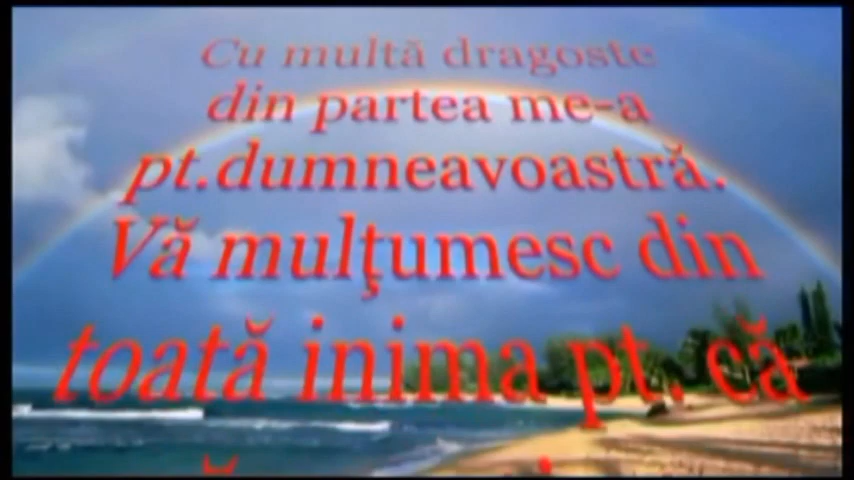 Cu multă dragoste
din partea me-a
pt.dumneavoastră.
Vă mulţumesc din
toată inima pt. că